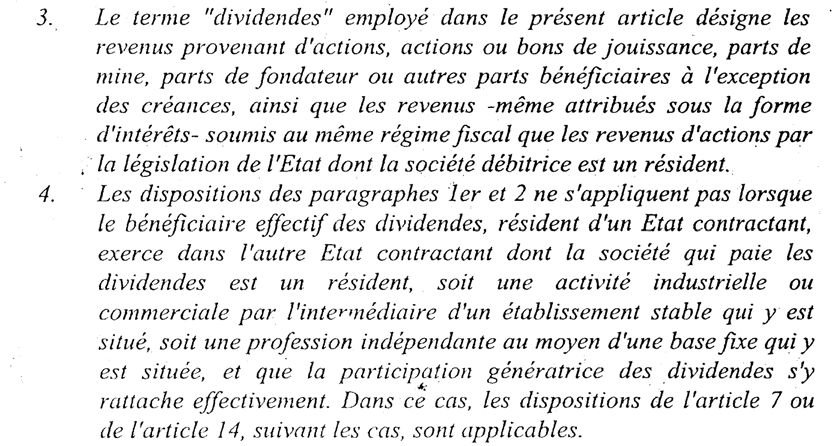 3. Le terme "dividendes" employé dans le présent article désigne les
revenus provenant d'actions, actions ou bons de jouissance, parts de
mine, parts de fondateur ou autres parts bénéficiaires à l'exception
des créances, ainsi que les revenus -même attribués sous la forme
d'intérêts- soumis au même régime fiscal que les revenus d'actions par
la législation de l'Etat dont la société débitrice est un résident.
4. Les dispositions des paragraphes 1er et 2 ne s'appliquent pas lorsque
le bénéficiaire effectif des dividendes, résident d'un Etat contractant,
exerce dans l'autre Etat contractant dont la société qui paie les
dividendes est un résident, soit une activité industrielle ou
commerciale par l'intermédiaire d'un établissement stable qui y est
situé, soit une profession indépendante au moyen d'une base fixe qui y
est située, et que la participation génératrice des dividendes s'y
rattache effectivement. Dans ce cas, les dispositions de l'article 7 ou
de l'article 14, suivant les cas, sont applicables.